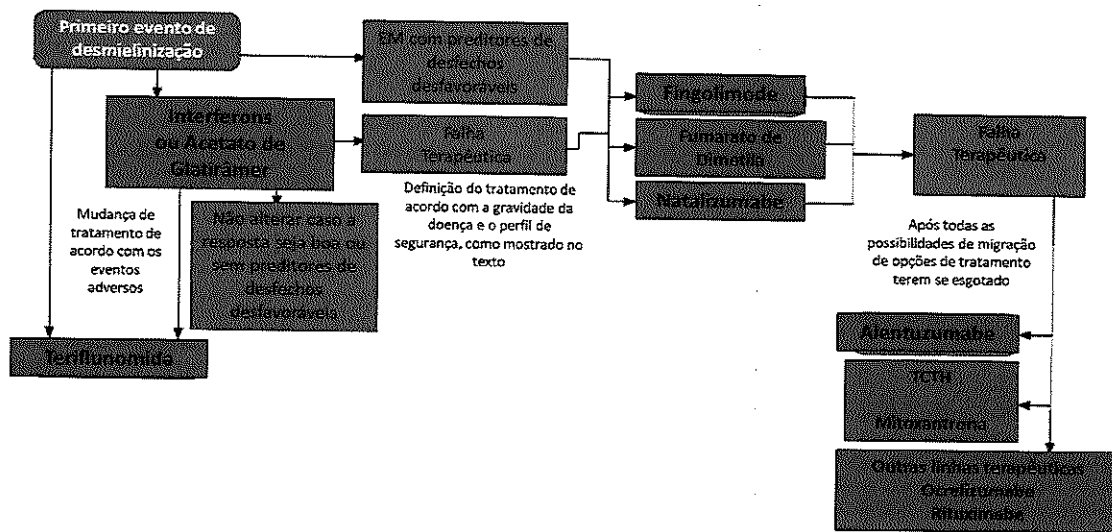 Primeiro evento de
desmielinização
EM com preditores de
desfechos
desfavoráveis
Interferons
ou Acetato de
Glatirâmer
Falha
Terapêutica
Fingolimode
Fumarato de
Dimetila
Natalizumabe
Falha
Terapêutica
Mudança de
tratamento de
acordo com os
eventos
adversos
Não alterar caso a
resposta seja boa ou
sem preditores de
desfechos
desfavoráveis
Definição do tratamento de
acordo com a gravidade da
doença e o perfil de
segurança, como mostrado no
texto
Após todas as
possibilidades de migração
de opções de tratamento
terem se esgotado
Teriflunomida
Alentuzumabe
TCTH
Mitoxantrona
Outras linhas terapêuticas
Ocrelizumabe
Rituximabe